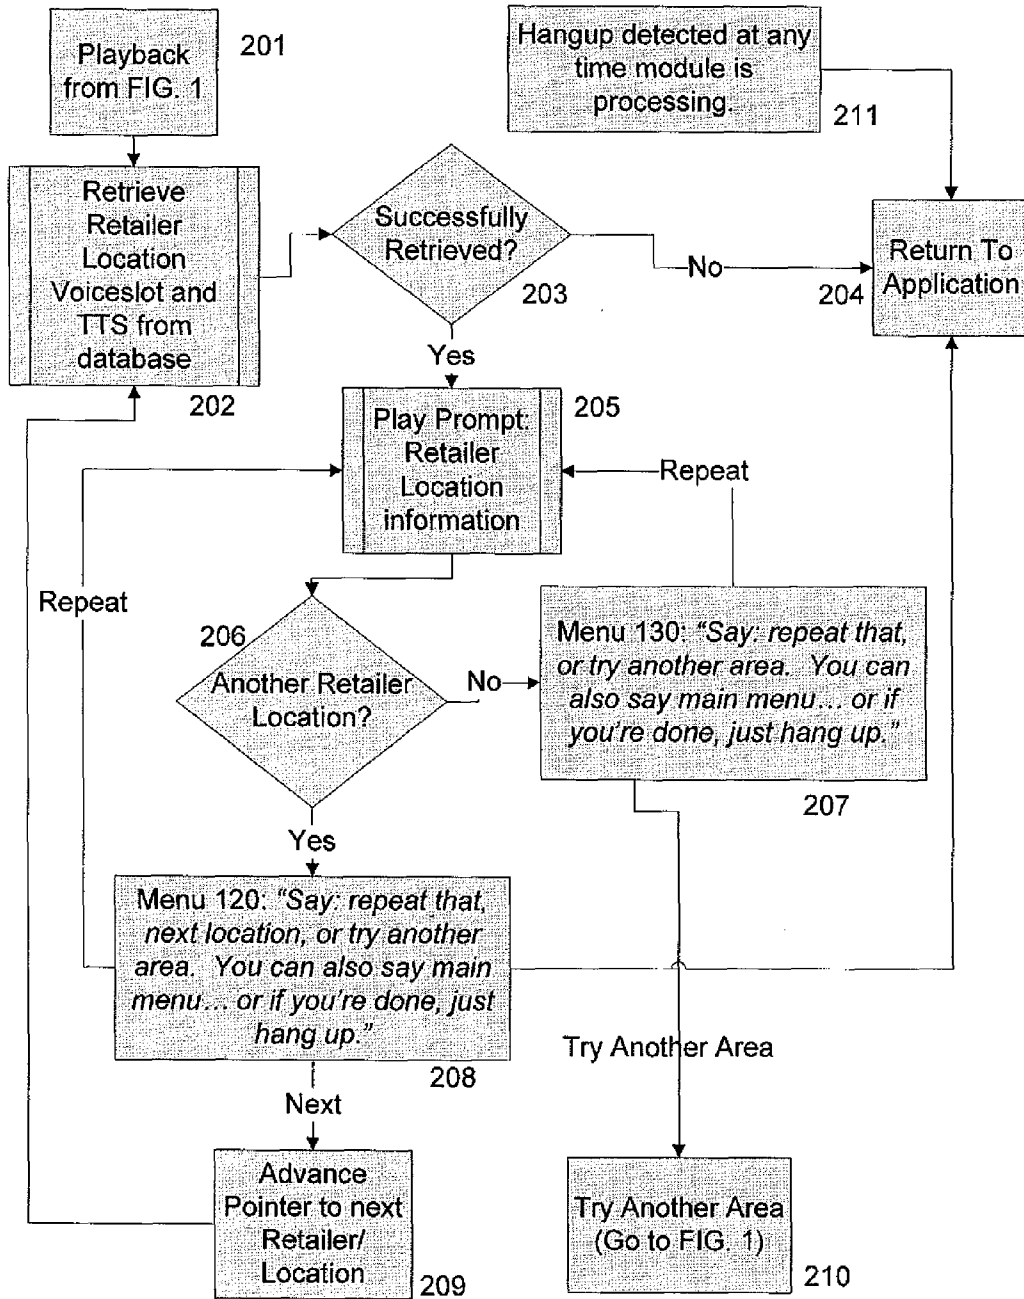 Playback
from FIG. 1
201
Hangup detected at any
time module is
processing.
211
Retrieve
Retailer
Location
Voiceslot and
TTS from
database
202
Successfully
Retrieved?
203
No
Return To
Application
204
Yes
Play Prompt:
Retailer
Location
information
205
Repeat
Repeat
206
Another Retailer
Location?
No
Menu 130: “Say: repeat that,
or try another area. You can
also say main menu… or if
you’re done, just hang up.”
207
Yes
Menu 120: “Say: repeat that,
next location, or try another
area. You can also say main
menu… or if you’re done, just
hang up.”
208
Try Another Area
Next
Advance
Pointer to next
Retailer/
Location
209
Try Another Area
(Go to FIG. 1)
210